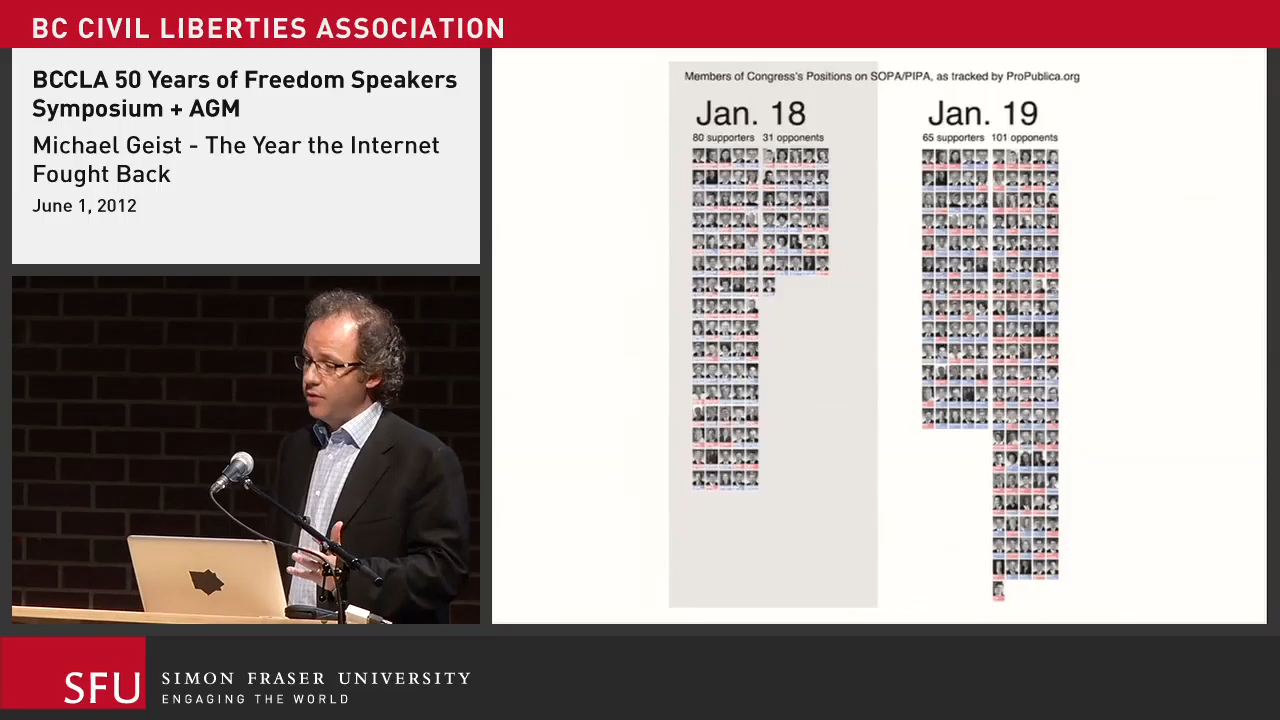 BC CIVIL LIBERTIES ASSOCIATION
BCCLA 50 Years of Freedom Speakers
Symposium + AGM
Michael Geist - The Year the Internet
Fought Back
June 1, 2012
Members of Congress's Positions on SOPA/PIPA, as tracked by ProPublica.org
Jan. 18
80 supporters 31 opponents
Jan. 19
65 supporters 101 opponents
SFU
SIMON FRASER UNIVERSITY
ENGAGING THE WORLD